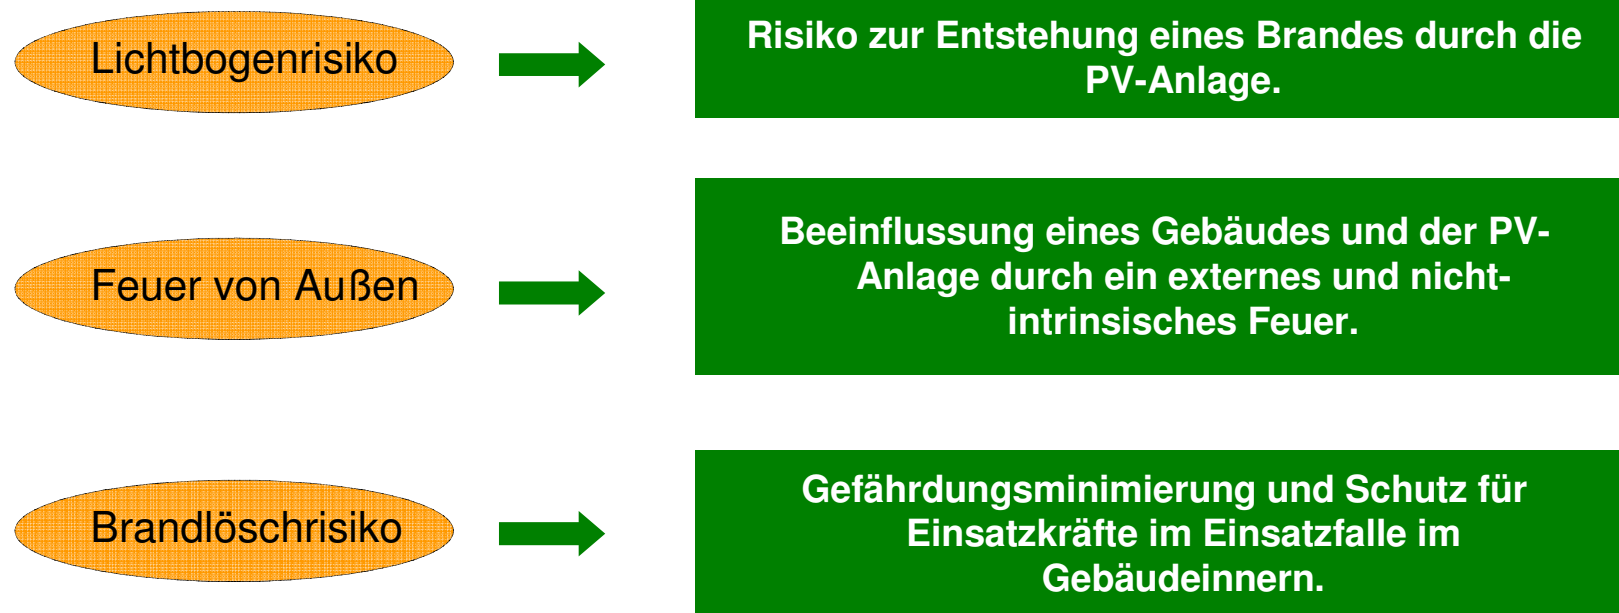 Lichtbogenrisiko
Risiko zur Entstehung eines Brandes durch die
PV-Anlage.
Feuer von Außen
Beeinflussung eines Gebäudes und der PV-
Anlage durch ein externes und nicht-
intrinsisches Feuer.
Brandlöschrisiko
Gefährdungsminimierung und Schutz für
Einsatzkräfte im Einsatzfalle im
Gebäudeinnern.